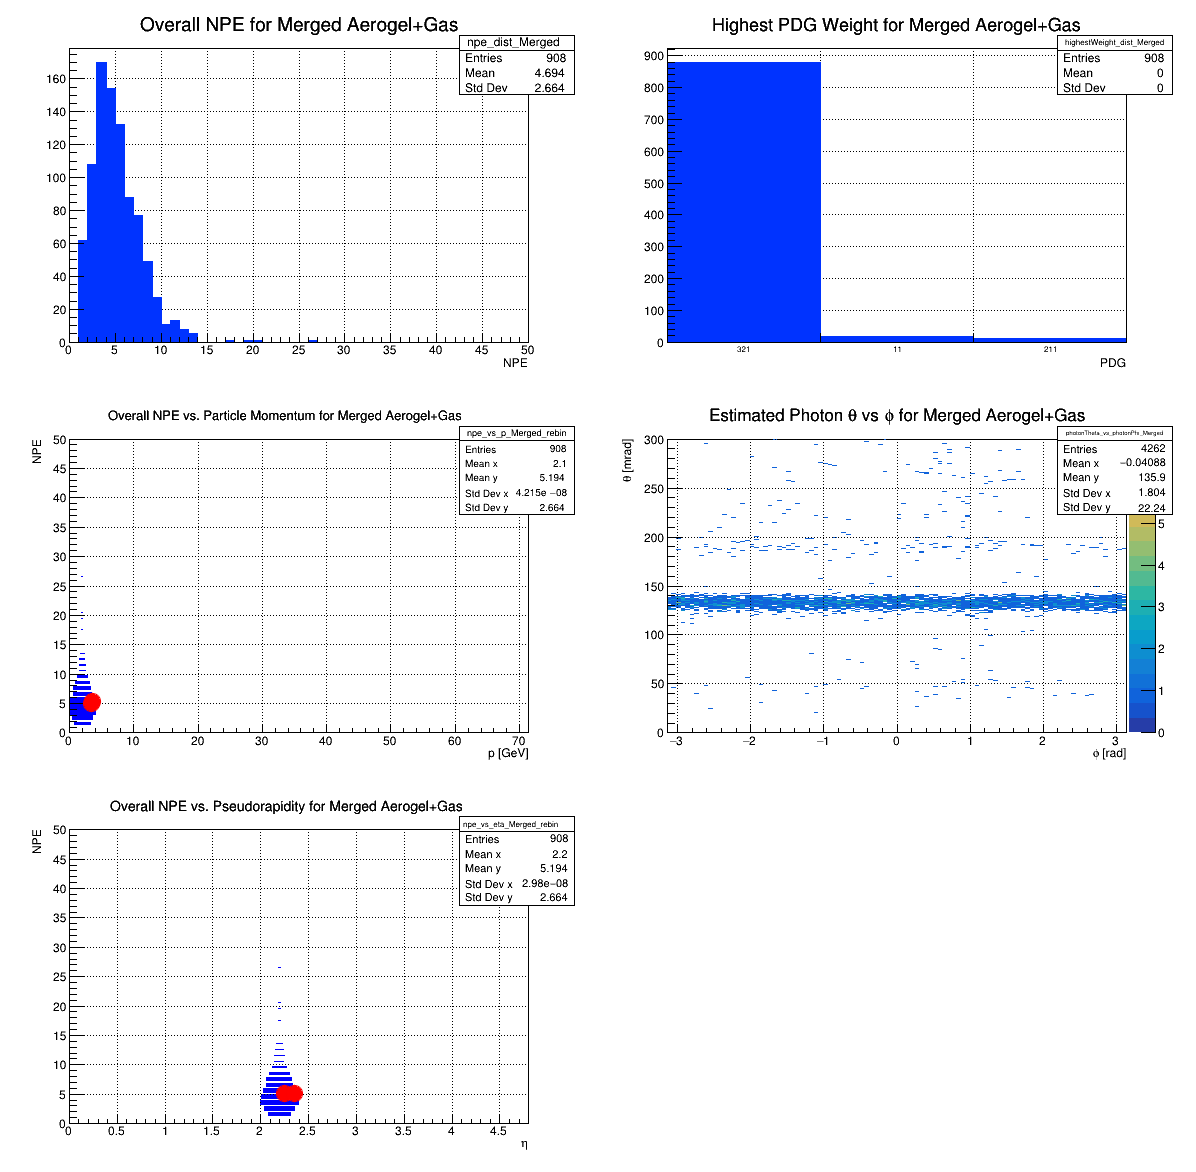 Overall NPE for Merged Aerogel+Gas
npe_dist_Merged
Entries 908
Mean 4.694
Std Dev 2.664
160
140
120
100
80
60
40
20
0
0 5 10 15 20 25 30 35 40 45 50
NPE
Highest PDG Weight for Merged Aerogel+Gas
highestWeight_dist_Merged
Entries 908
Mean 0
Std Dev 0
900
800
700
600
500
400
300
200
100
0
321 11 211
PDG
Overall NPE vs. Particle Momentum for Merged Aerogel+Gas
npe_vs_p_Merged_rebin
Entries 908
Mean x 2.1
Mean y 5.194
Std Dev x 4.215e −08
Std Dev y 2.664
NPE
50
45
40
35
30
25
20
15
10
5
0
0 10 20 30 40 50 60 70
p [GeV]
Estimated Photon θ vs ϕ for Merged Aerogel+Gas
photonTheta_vs_photonPhi_Merged
Entries 4262
Mean x −0.04088
Mean y 135.9
Std Dev x 1.804
Std Dev y 22.24
θ [mrad]
300
250
200
150
100
50
0
−3 −2 −1 0 1 2 3
ϕ [rad]
5
4
3
2
1
0
Overall NPE vs. Pseudorapidity for Merged Aerogel+Gas
npe_vs_eta_Merged_rebin
Entries 908
Mean x 2.2
Mean y 5.194
Std Dev x 2.98e−08
Std Dev y 2.664
NPE
50
45
40
35
30
25
20
15
10
5
0
0 0.5 1 1.5 2 2.5 3 3.5 4 4.5
η